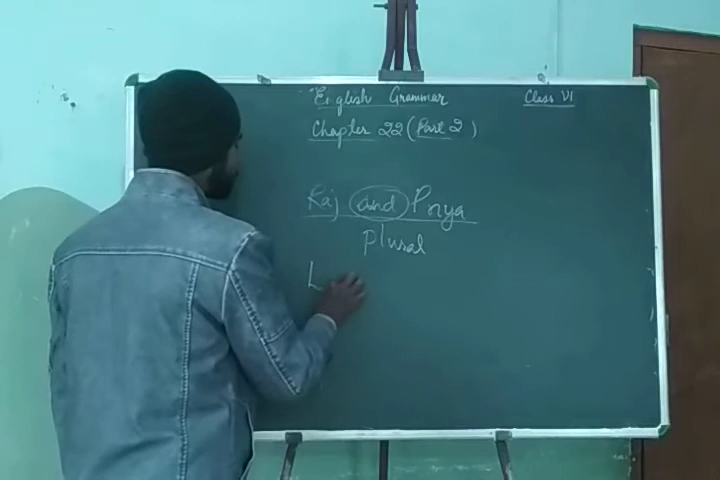 English Grammar
Class VI
Chapter 22 (Part 2)
Raj and Priya
Plural
L